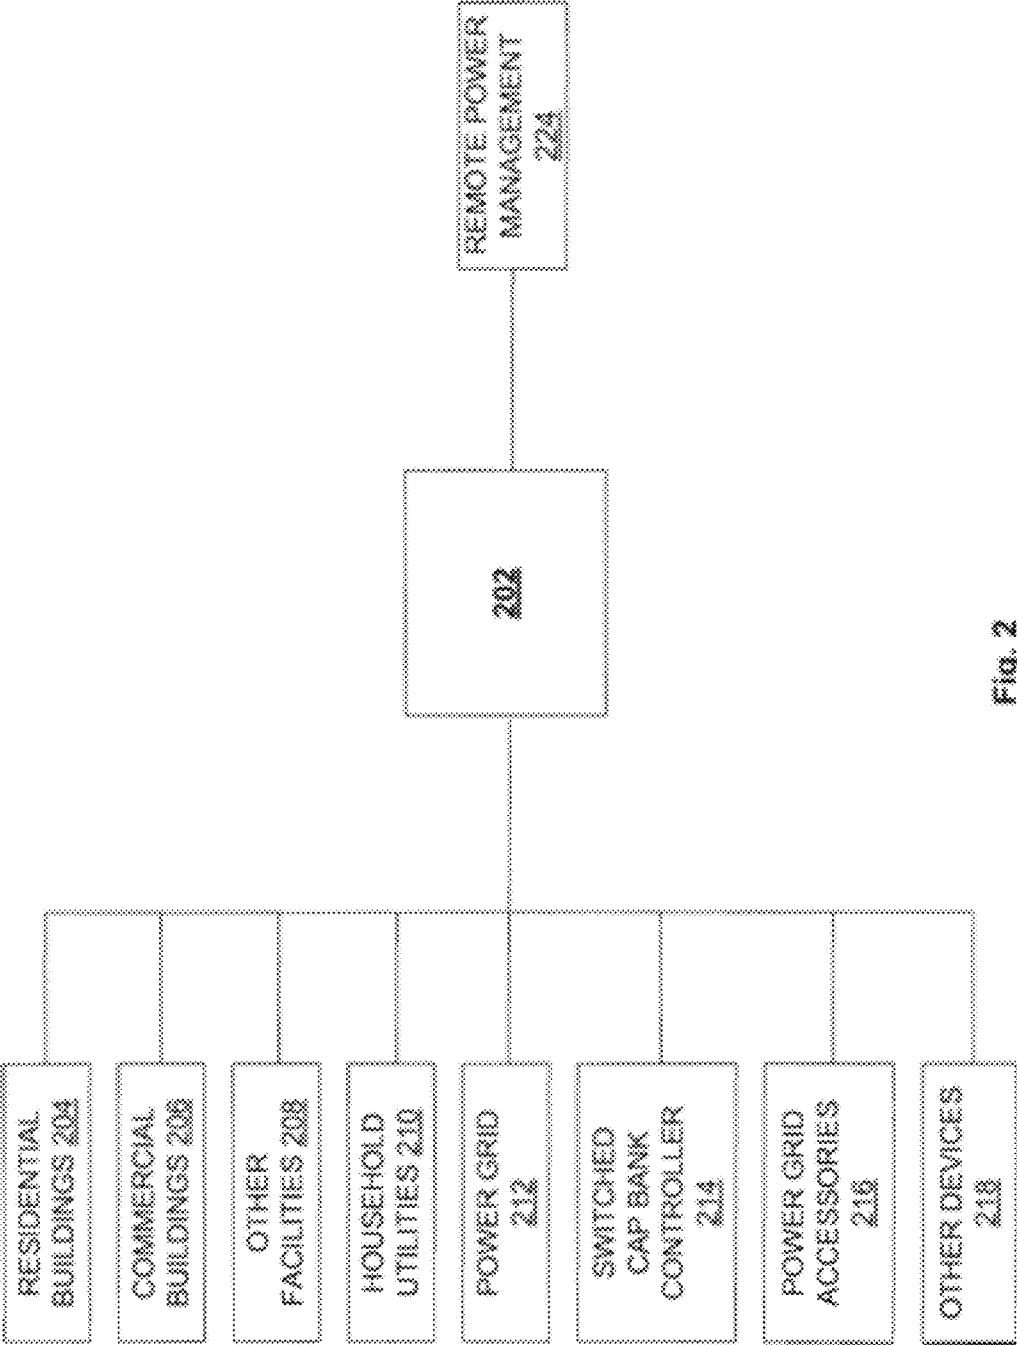 RESIDENTIAL
BUILDINGS 204
COMMERCIAL
BUILDINGS 206
OTHER
FACILITIES 208
HOUSEHOLD
UTILITIES 210
POWER GRID
212
SWITCHED
CAP BANK
CONTROLLER
214
POWER GRID
ACCESSORIES
216
OTHER DEVICES
218
202
REMOTE POWER
MANAGEMENT
224
Fig. 2